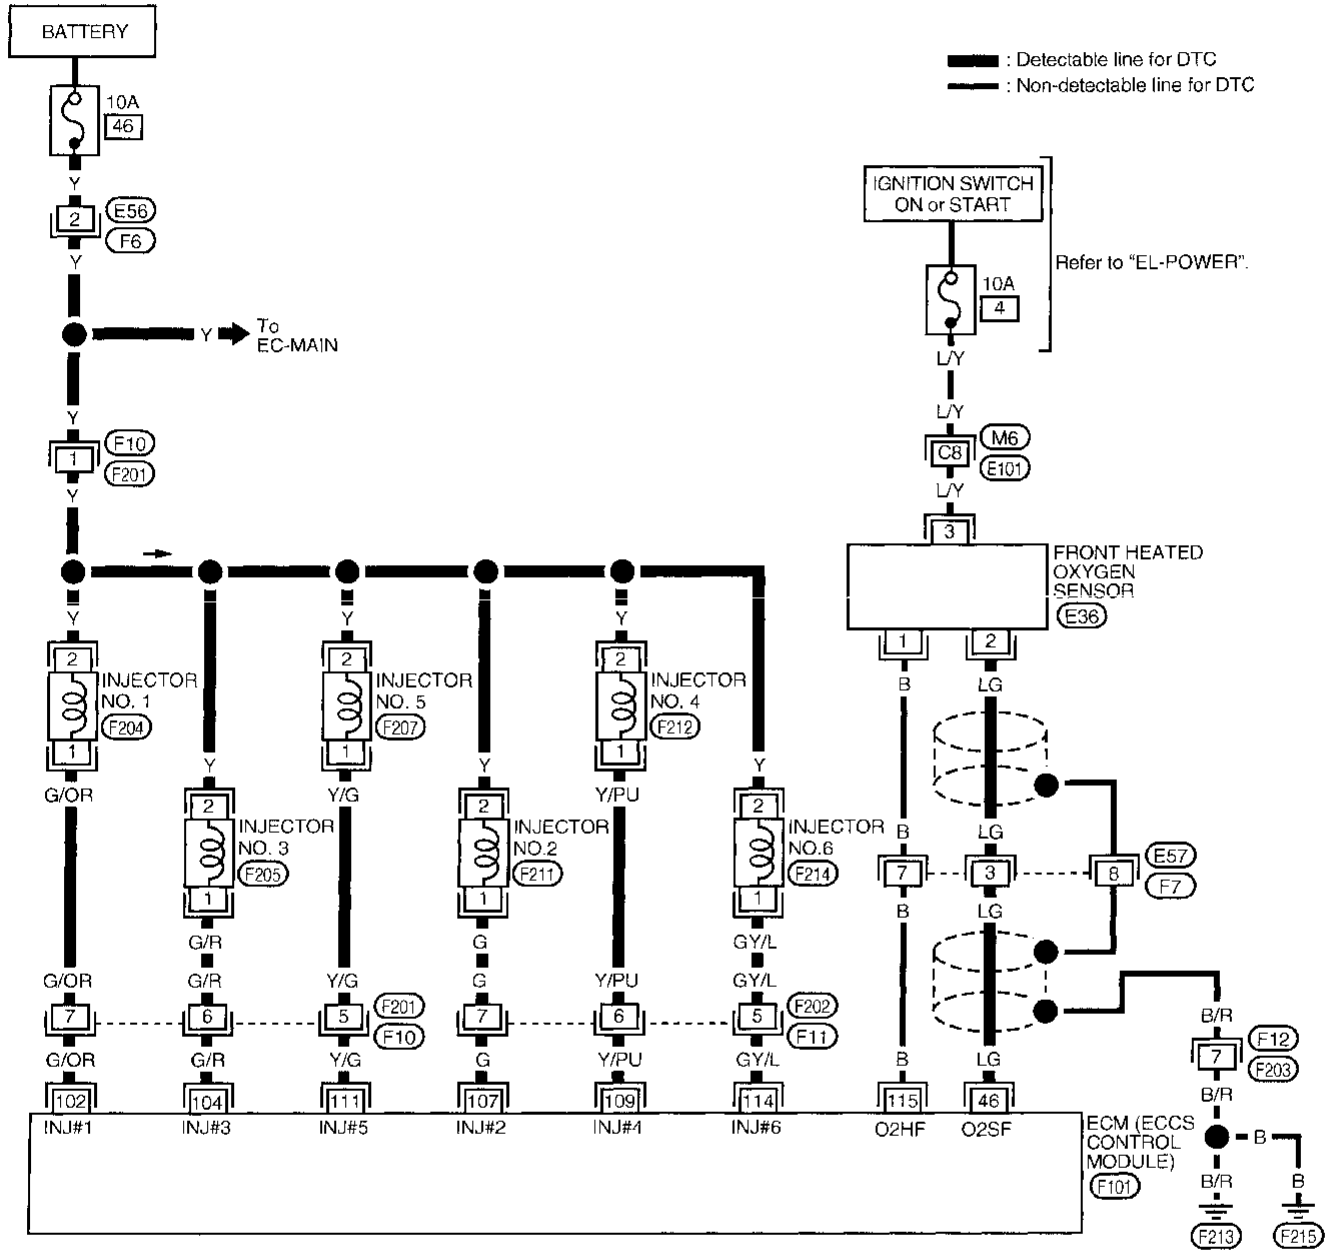 BATTERY
10A
46
Y
2
E56
F6
Y
Y
To
EC-MAIN
Y
1
F10
F201
Y
: Detectable line for DTC
: Non-detectable line for DTC
IGNITION SWITCH
ON or START
Refer to "EL-POWER".
10A
4
L/Y
L/Y
C8
M6
E101
L/Y
3
FRONT HEATED
OXYGEN
SENSOR
E36
1
2
B
LG
Y
Y
Y
2
INJECTOR
NO. 1
F204
1
2
INJECTOR
NO. 5
F207
1
2
INJECTOR
NO. 4
F212
1
Y
Y
Y
G/OR
Y/G
Y/PU
2
INJECTOR
NO. 3
F205
1
2
INJECTOR
NO.2
F211
1
2
INJECTOR
NO.6
F214
1
B
LG
7
3
8
E57
F7
B
LG
G/R
G
GY/L
G/OR
G/R
Y/G
G
Y/PU
GY/L
7
6
5
F201
F10
7
6
5
F202
F11
G/OR
G/R
Y/G
G
Y/PU
GY/L
B
LG
B/R
7
F12
F203
B/R
B
B/R
B
F213
F215
102
104
111
107
109
114
115
46
INJ#1
INJ#3
INJ#5
INJ#2
INJ#4
INJ#6
O2HF
O2SF
ECM (ECCS
CONTROL
MODULE)
F101